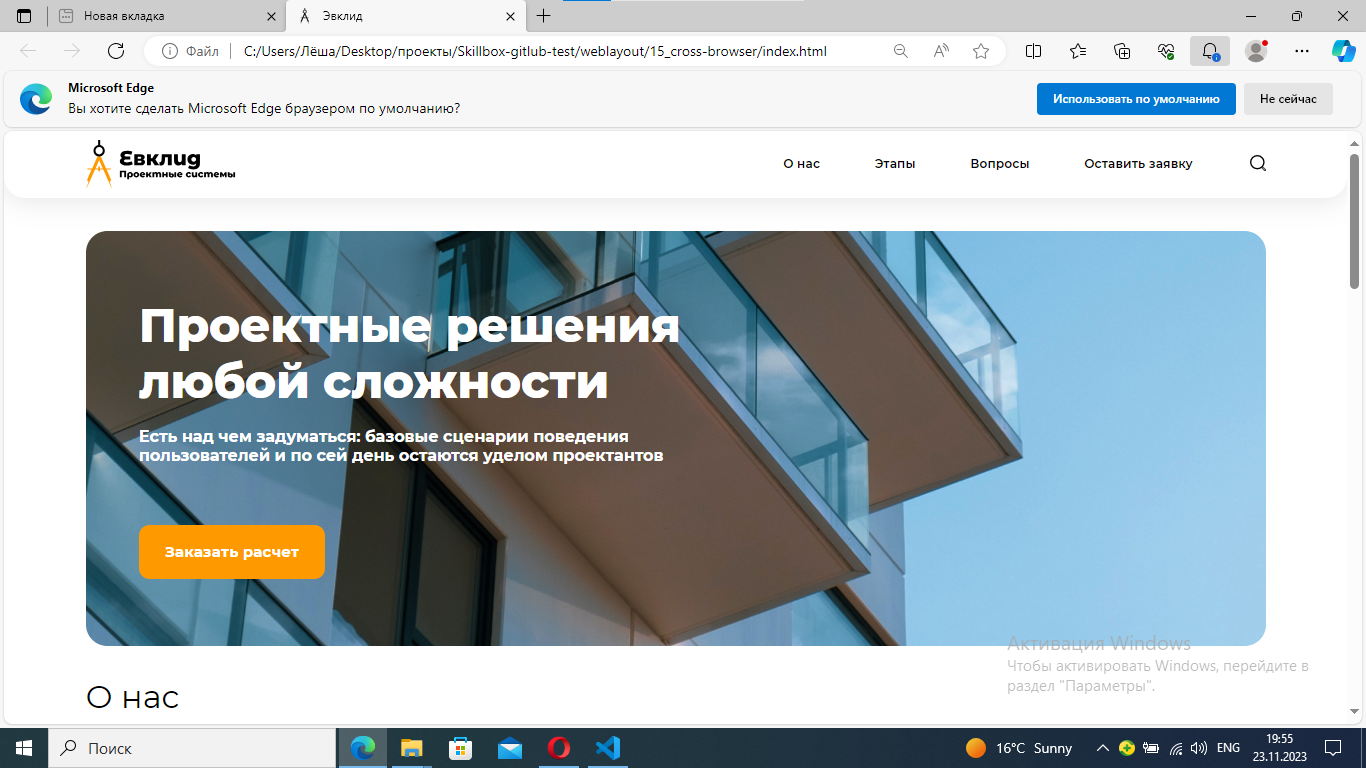 Новая вкладка
Эвклид
Файл
C:/Users/Лёша/Desktop/проекты/Skillbox-gitlub-test/weblayout/15_cross-browser/index.html
Microsoft Edge
Вы хотите сделать Microsoft Edge браузером по умолчанию?
Использовать по умолчанию
Не сейчас
Евклид
Проектные системы
О нас
Этапы
Вопросы
Оставить заявку
Проектные решения
любой сложности
Есть над чем задуматься: базовые сценарии поведения
пользователей и по сей день остаются уделом проектантов
Заказать расчет
Активация Windows
Чтобы активировать Windows, перейдите в
раздел "Параметры".
О нас
Поиск
16°C Sunny
ENG
19:55
23.11.2023